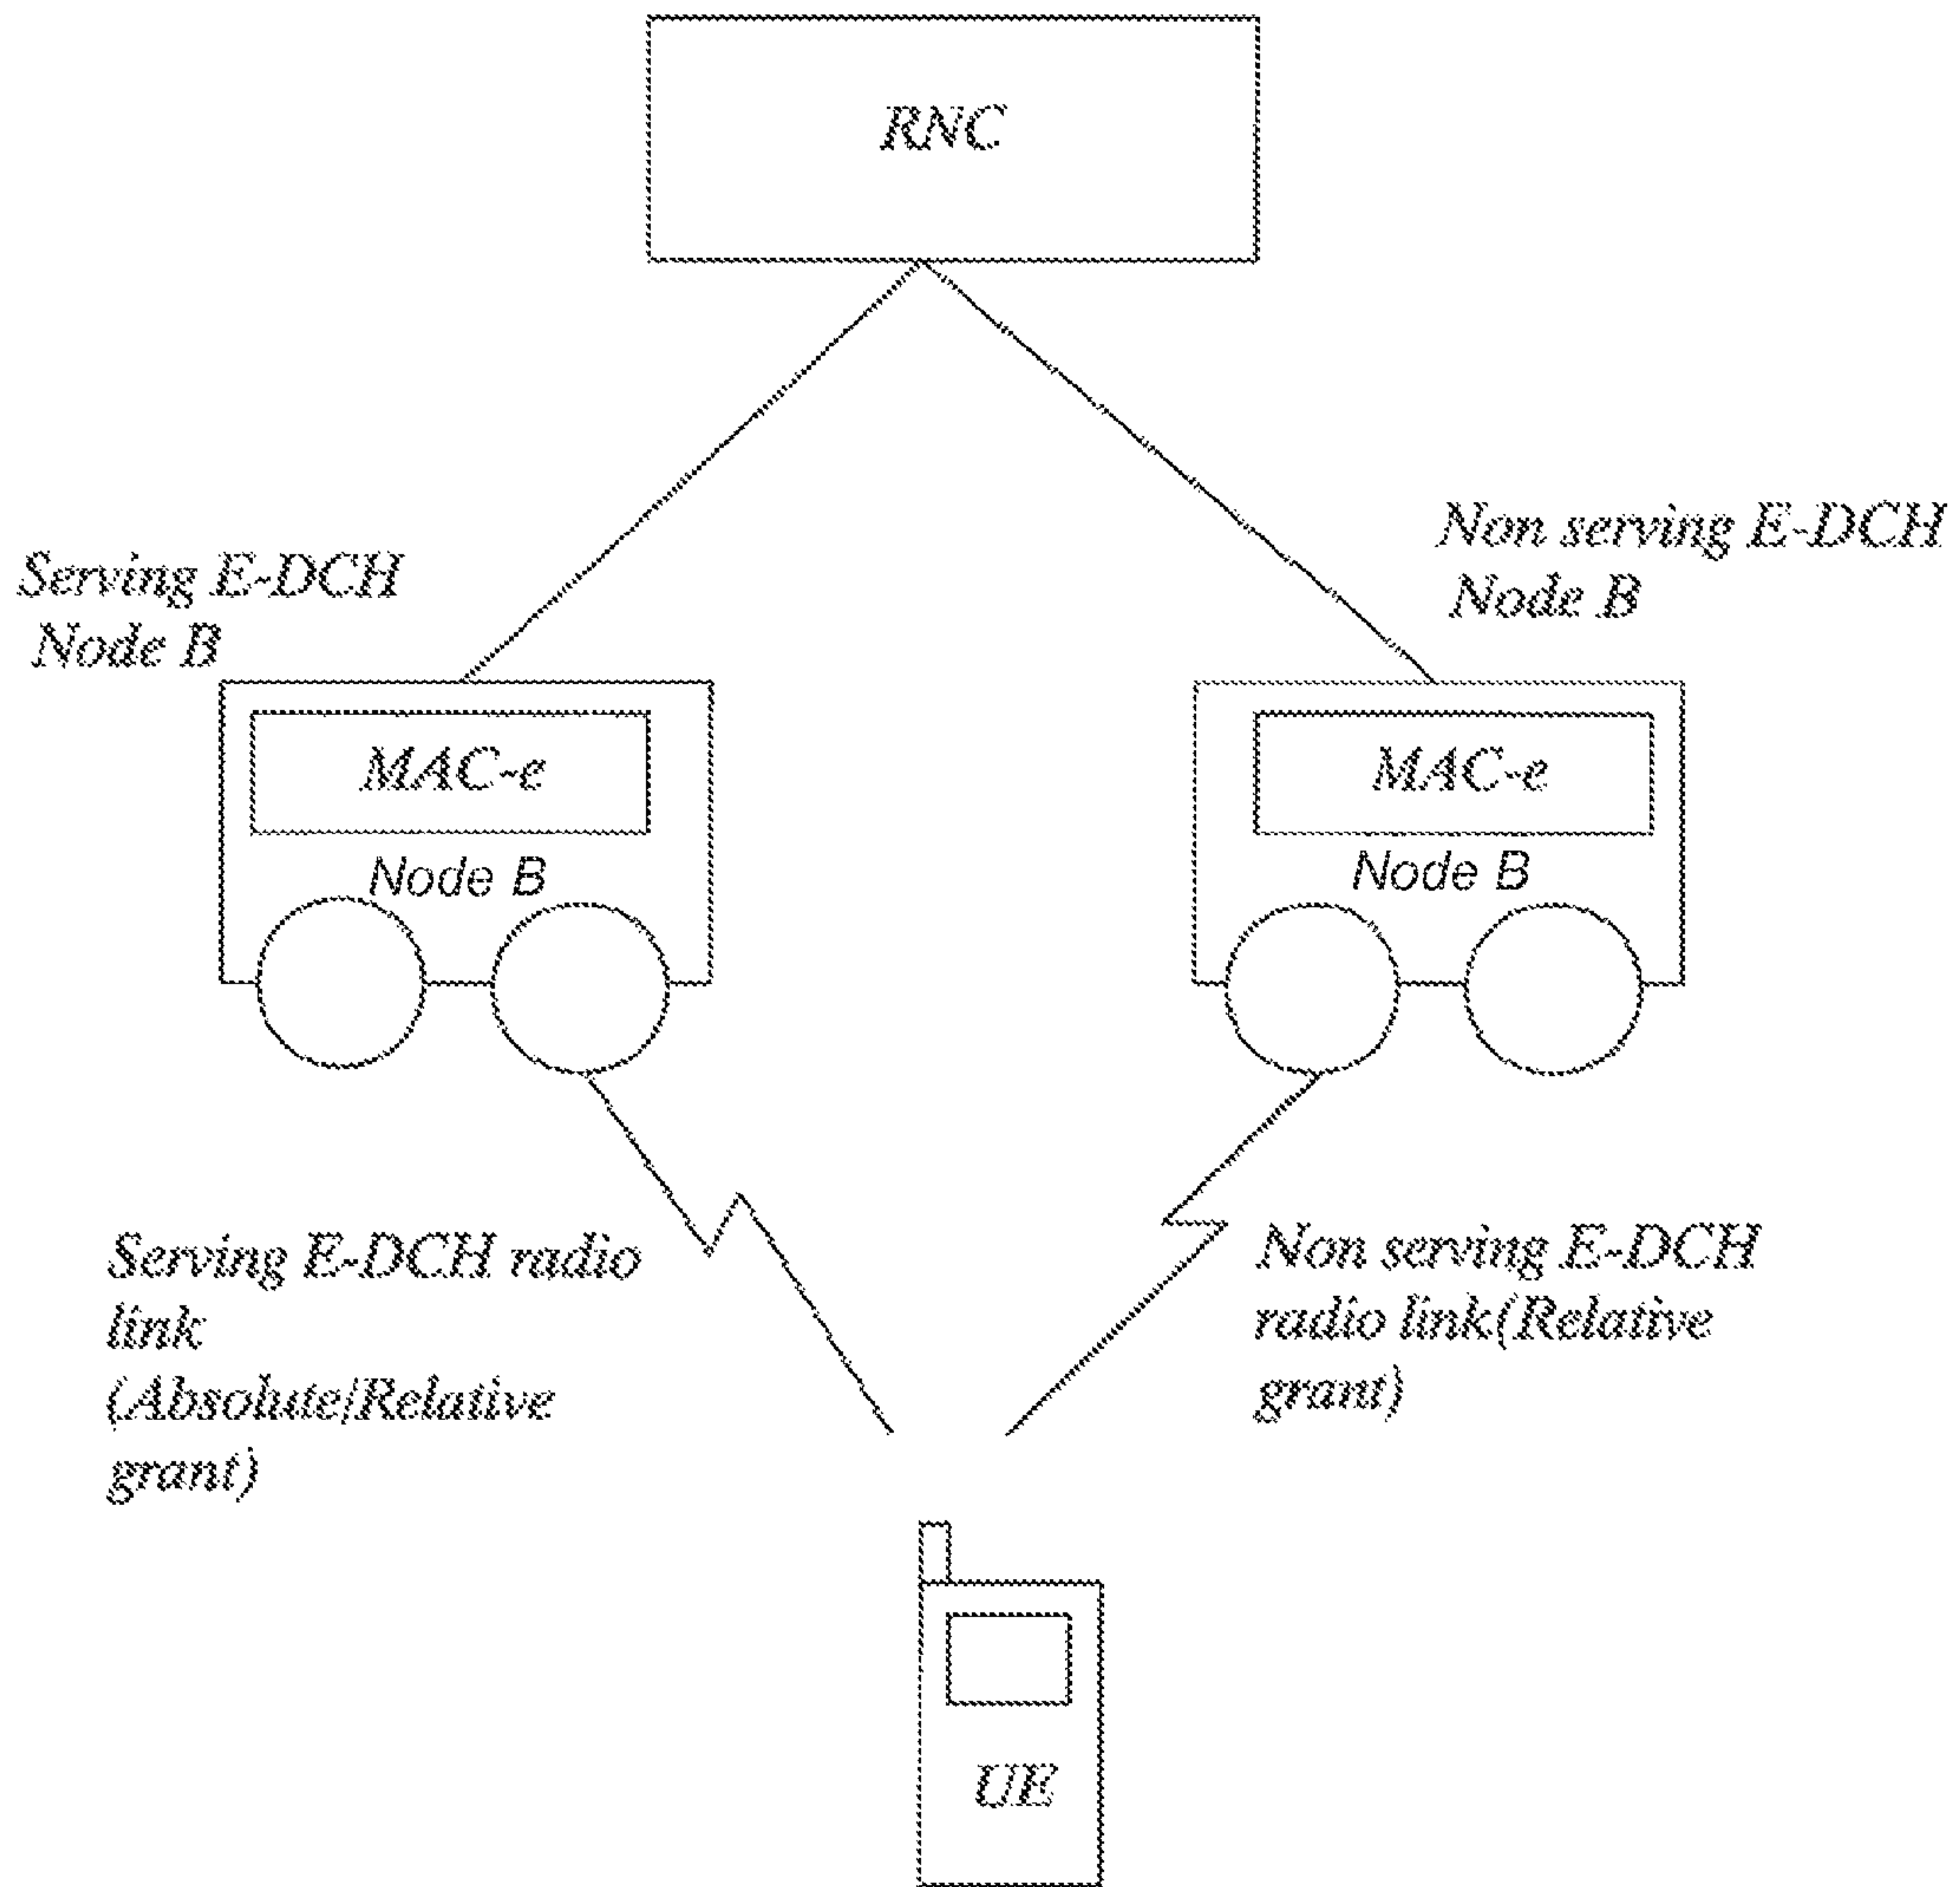 RNC
Serving E-DCH
Node B
Non serving E-DCH
Node B
MAC-e
Node B
MAC-e
Node B
Serving E-DCH radio
link
(Absolute/Relative
grant)
Non serving E-DCH
radio link(Relative
grant)
UE